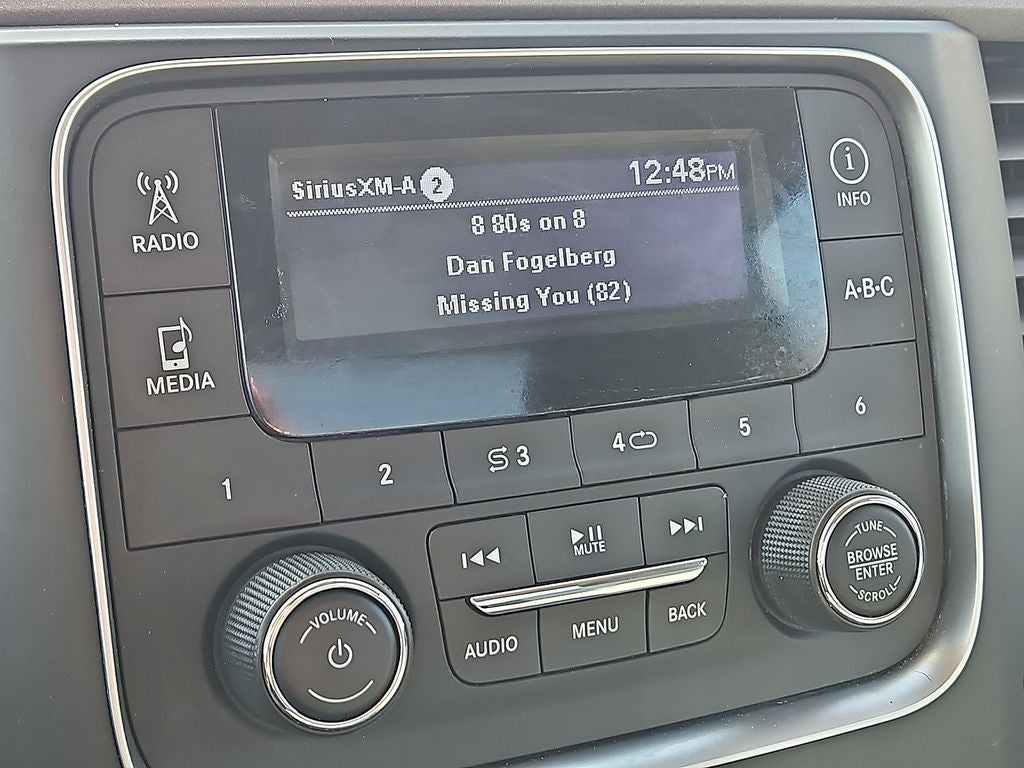 SiriusXM-A 2 12:48PM
8 80s on 8
Dan Fogelberg
Missing You (82)
RADIO
MEDIA
INFO
A·B·C
1
2
3
4
5
6
MUTE
AUDIO
MENU
BACK
VOLUME
TUNE
BROWSE
ENTER
SCROLL